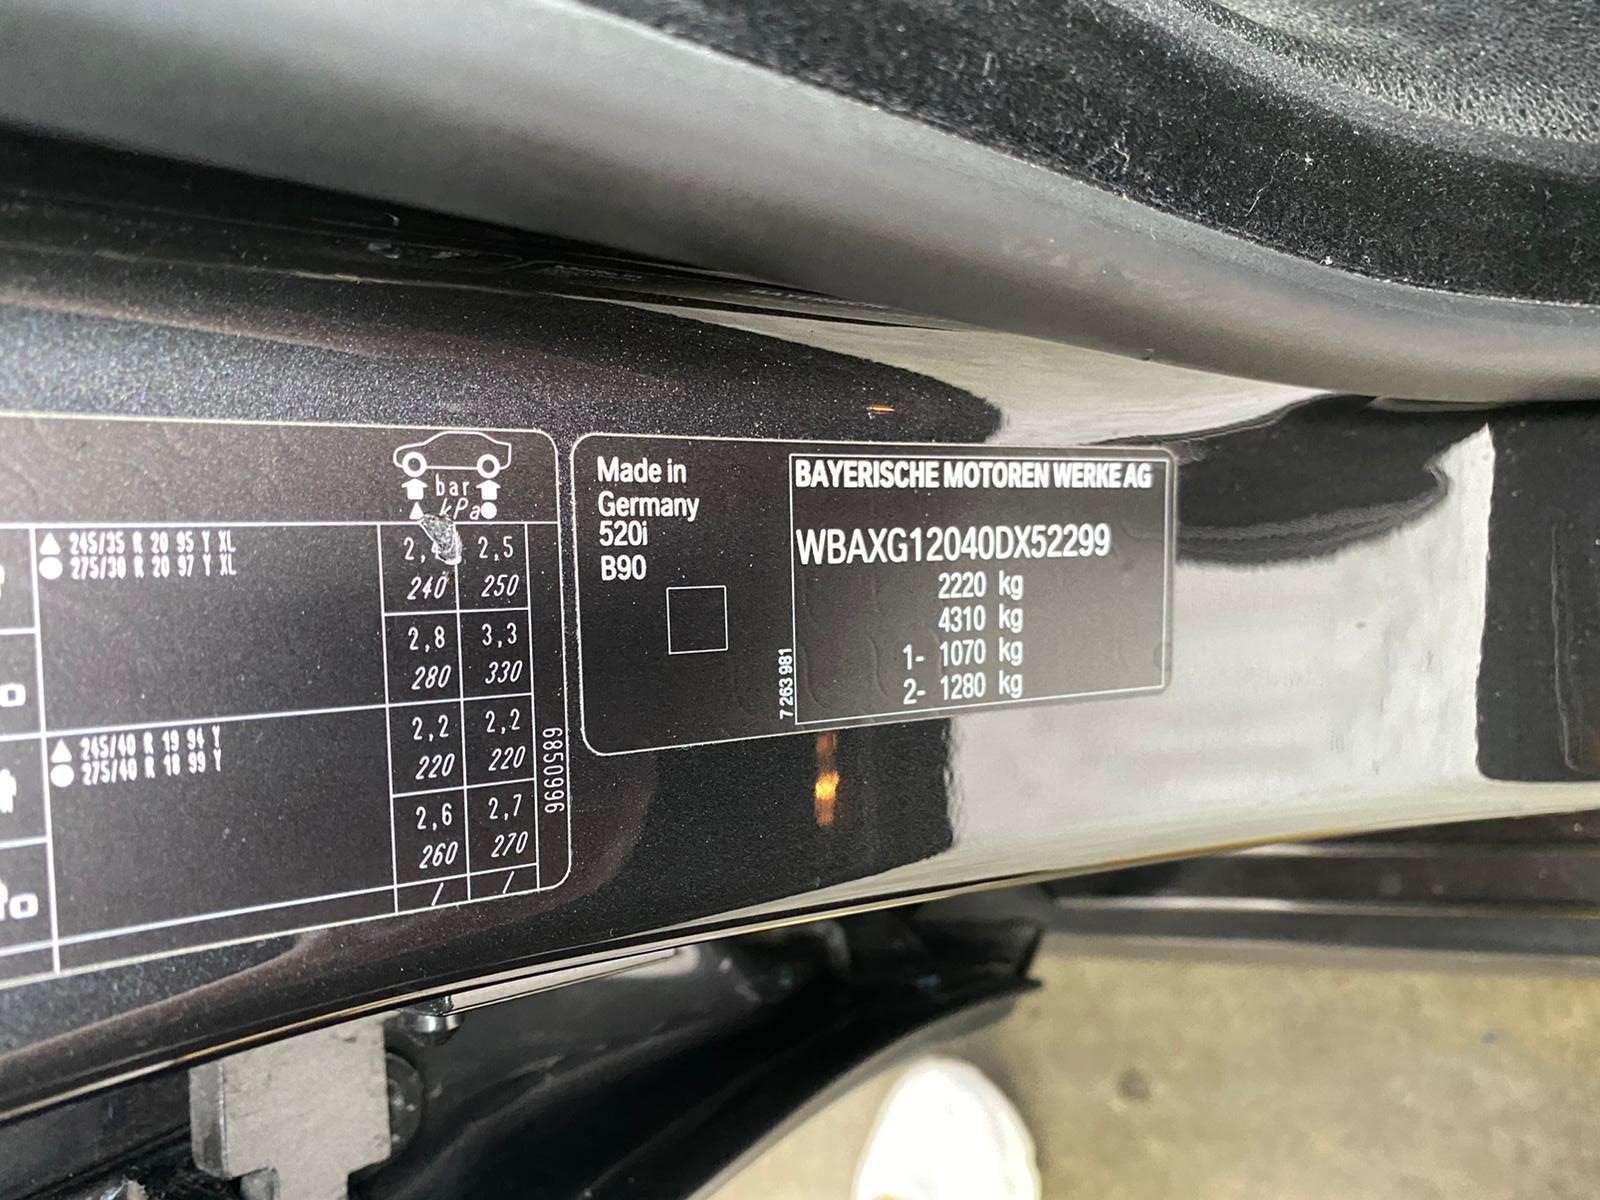 bar
kPa
245/35 R 20 95 Y XL
275/30 R 20 97 Y XL
2,5
240 250
2,8 3,3
280 330
245/40 R 19 94 Y
275/40 R 18 99 Y
2,2 2,2
220 220
2,6 2,7
260 270
/ /
6850996
Made in
Germany
520i
B90
7 263 981
BAYERISCHE MOTOREN WERKE AG
WBAXG12040DX52299
2220 kg
4310 kg
1- 1070 kg
2- 1280 kg